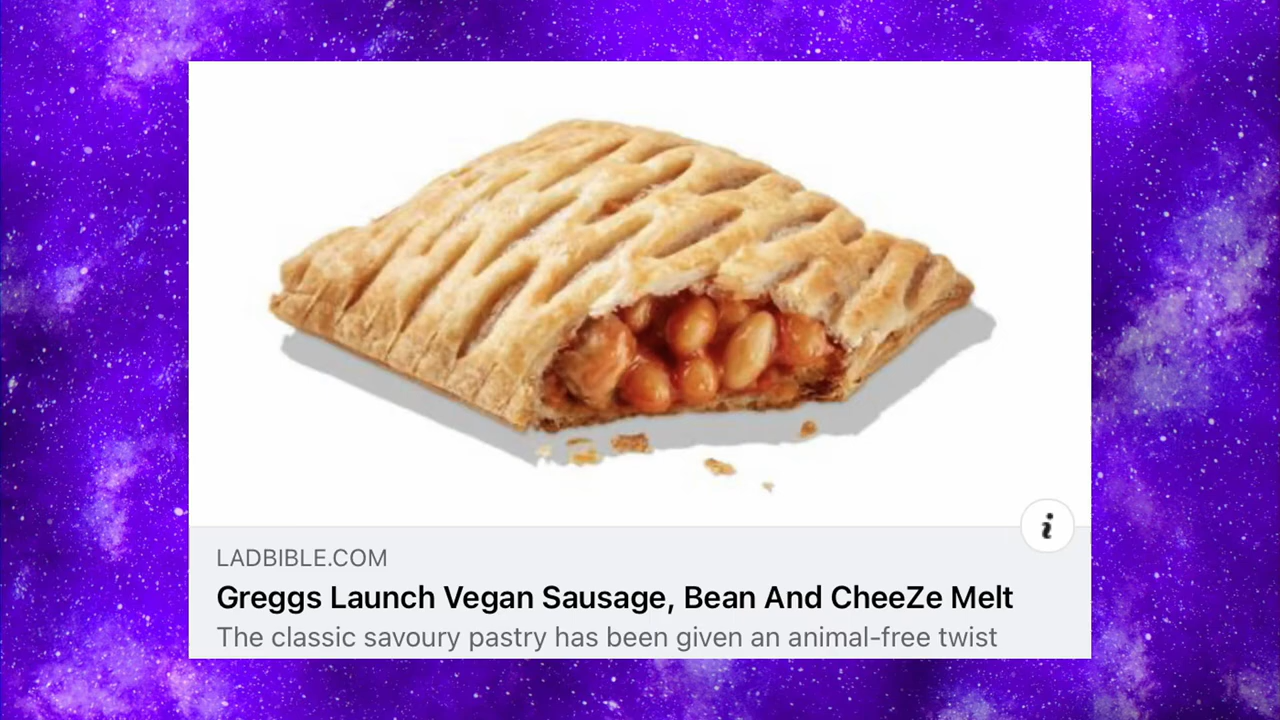 i
LADBIBLE.COM
Greggs Launch Vegan Sausage, Bean And CheeZe Melt
The classic savoury pastry has been given an animal-free twist